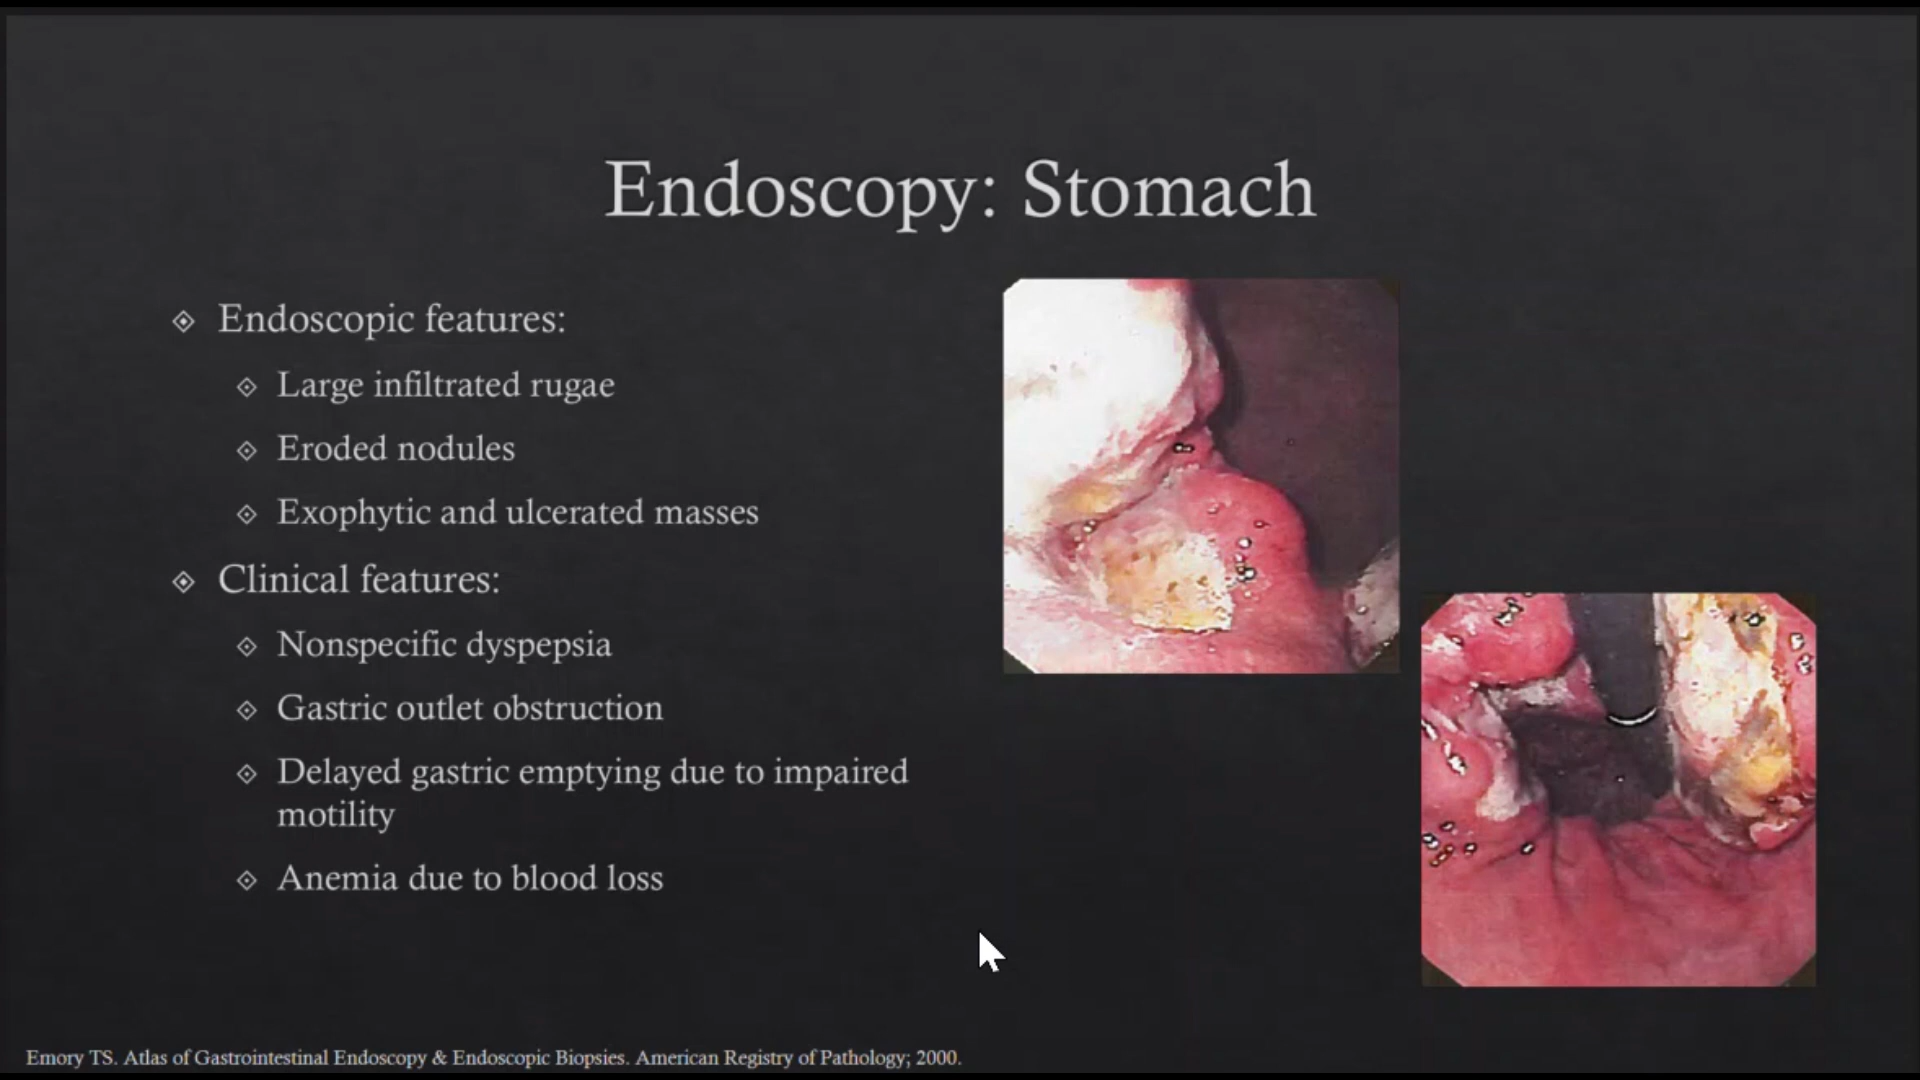 Endoscopy: Stomach
Endoscopic features:
Large infiltrated rugae
Eroded nodules
Exophytic and ulcerated masses
Clinical features:
Nonspecific dyspepsia
Gastric outlet obstruction
Delayed gastric emptying due to impaired
motility
Anemia due to blood loss
Emory TS. Atlas of Gastrointestinal Endoscopy & Endoscopic Biopsies. American Registry of Pathology; 2000.